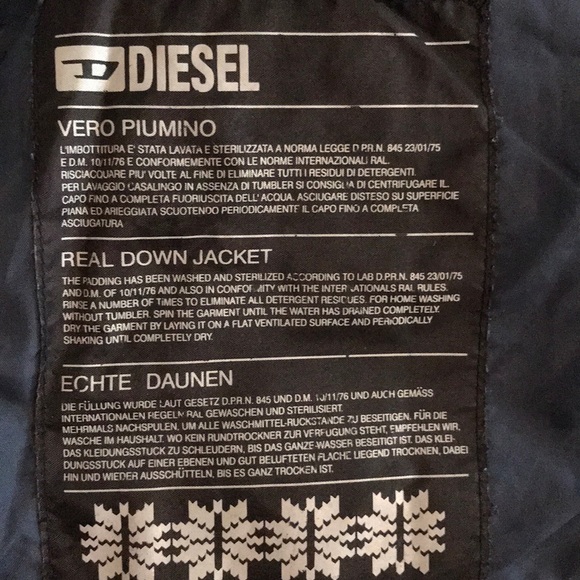 DIESEL
VERO PIUMINO
L'IMBOTTITURA E' STATA LAVATA E STERILIZZATA A NORMA LEGGE D.P.R.N. 845 23/01/75
E D.M. 10/11/76 E CONFORMEMENTE CON LE NORME INTERNAZIONALI RAL.
RISCIACQUARE PIU' VOLTE AL FINE DI ELIMINARE TUTTI I RESIDUI DI DETERGENTI.
PER LAVAGGIO CASALINGO IN ASSENZA DI TUMBLER SI CONSIGLIA DI CENTRIFUGARE IL
CAPO FINO A COMPLETA FUORIUSCITA DELL'ACQUA. ASCIUGARE DISTESO SU SUPERFICIE
PIANA ED ARIEGGIATA SCUOTENDO PERIODICAMENTE IL CAPO FINO A COMPLETA
ASCIUGATURA
REAL DOWN JACKET
THE PADDING HAS BEEN WASHED AND STERILIZED ACCORDING TO LAB D.P.R.N. 845 23/01/75
AND D.M. OF 10/11/76 AND ALSO IN CONFORMITY WITH THE INTERNATIONALS RAL RULES.
RINSE A NUMBER OF TIMES TO ELIMINATE ALL DETERGENT RESIDUES. FOR HOME WASHING
WITHOUT TUMBLER. SPIN THE GARMENT UNTIL THE WATER HAS DRAINED COMPLETELY.
DRY THE GARMENT BY LAYING IT ON A FLAT VENTILATED SURFACE AND PERIODICALLY
SHAKING UNTIL COMPLETELY DRY.
ECHTE DAUNEN
DIE FÜLLUNG WURDE LAUT GESETZ D.P.R.N. 845 UND D.M. 10/11/76 UND AUCH GEMÄSS
INTERNATIONALEN REGELN RAL GEWASCHEN UND STERILISIERT.
MEHRMALS NACHSPULEN, UM ALLE WASCHMITTEL-RUCKSTANDE ZU BESEITIGEN. FÜR DIE
WASCHE IM HAUSHALT. WO KEIN RUNDTROCKNER ZUR VERFUGUNG STEHT, EMPFEHLEN WIR,
DAS KLEIDUNGSSTUCK ZU SCHLEUDERN, BIS DAS GANZE-WASSER BESEITIGT IST. DAS KLEI-
DUNGSSTUCK AUF EINER EBENEN UND GUT BELUFTETEN FLACHE LIEGEND TROCKNEN, DABEI
HIN UND WIEDER AUSSCHÜTTELN, BIS ES GANZ TROCKEN IST.